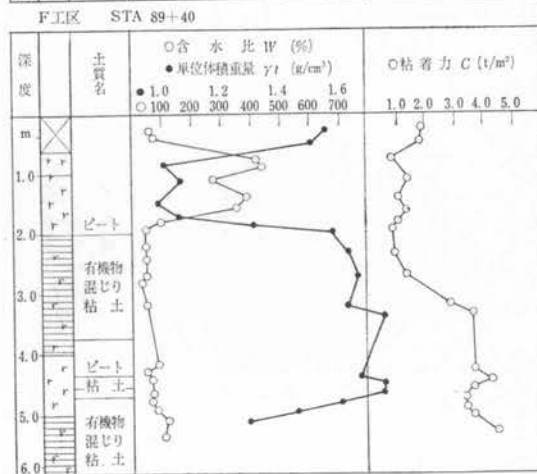 F工区 STA 89+40
深度
m
土質名
○含水比 W (%)
●単位体積重量 γt (g/cm³)
● 1.0 1.2 1.4 1.6
○ 100 200 300 400 500 600 700
○粘着力 C (t/m²)
1.0 2.0 3.0 4.0 5.0
1.0
2.0
3.0
4.0
5.0
6.0
ピート
有機物
混じり
粘土
ピート
粘土
有機物
混じり
粘土